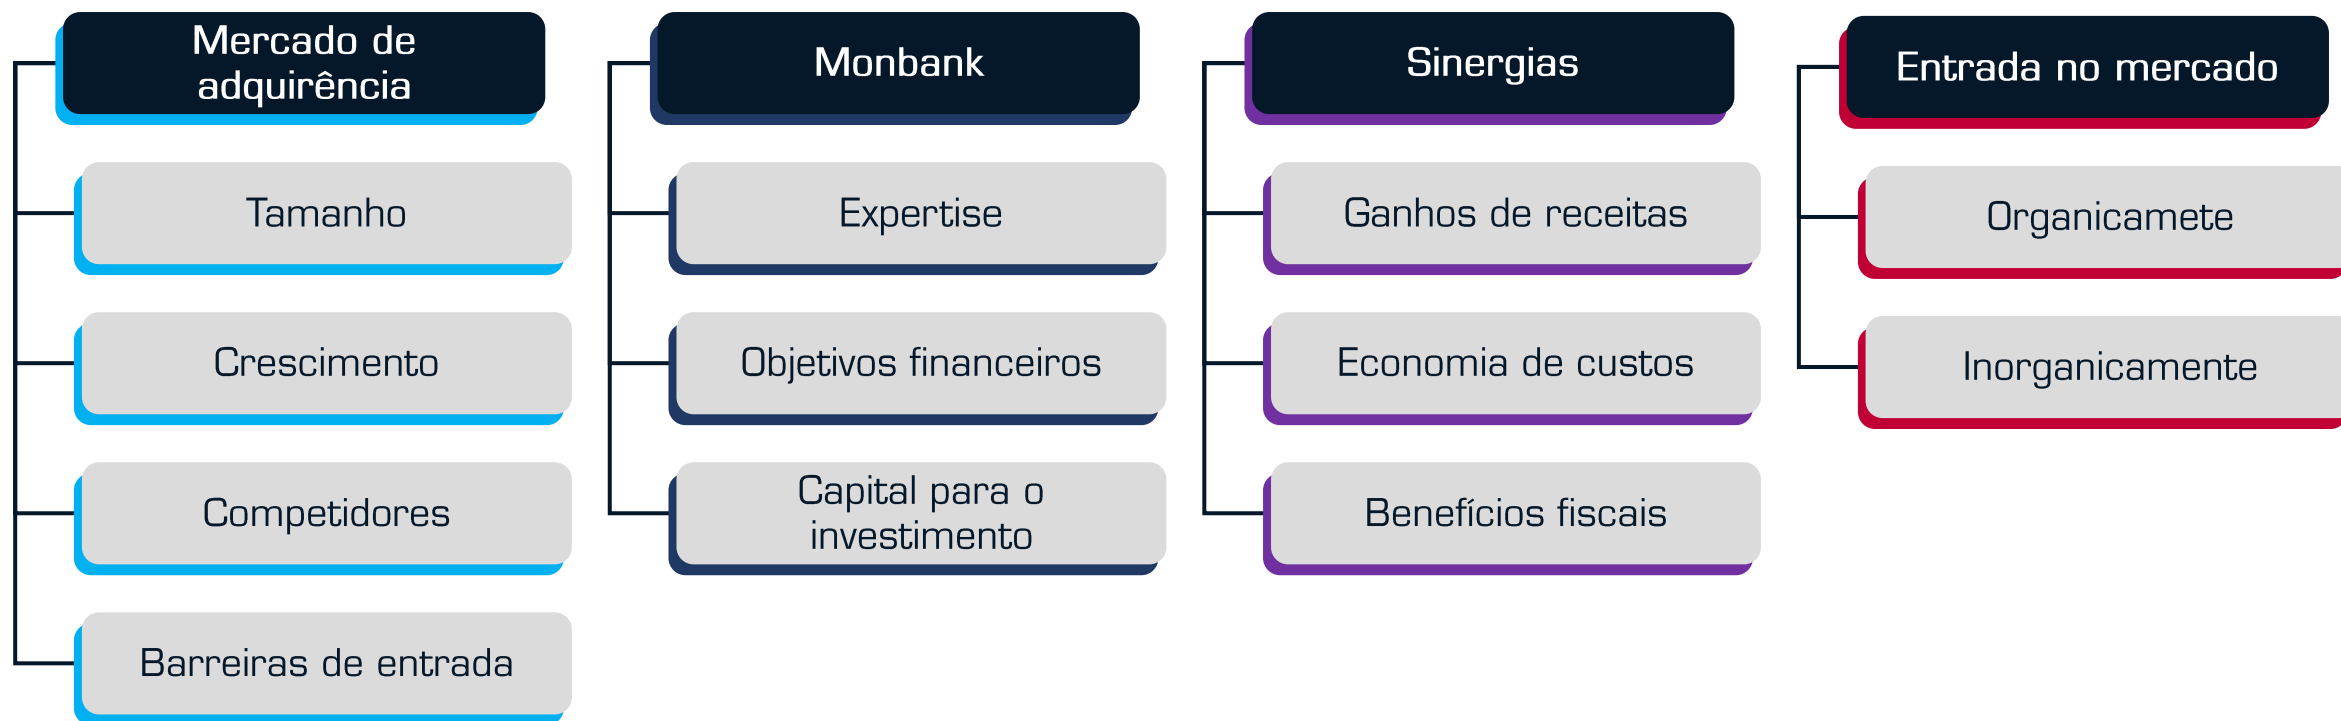 Mercado de
adquirência
Tamanho
Crescimento
Competidores
Barreiras de entrada
Monbank
Expertise
Objetivos financeiros
Capital para o
investimento
Sinergias
Ganhos de receitas
Economia de custos
Benefícios fiscais
Entrada no mercado
Organicamete
Inorganicamente